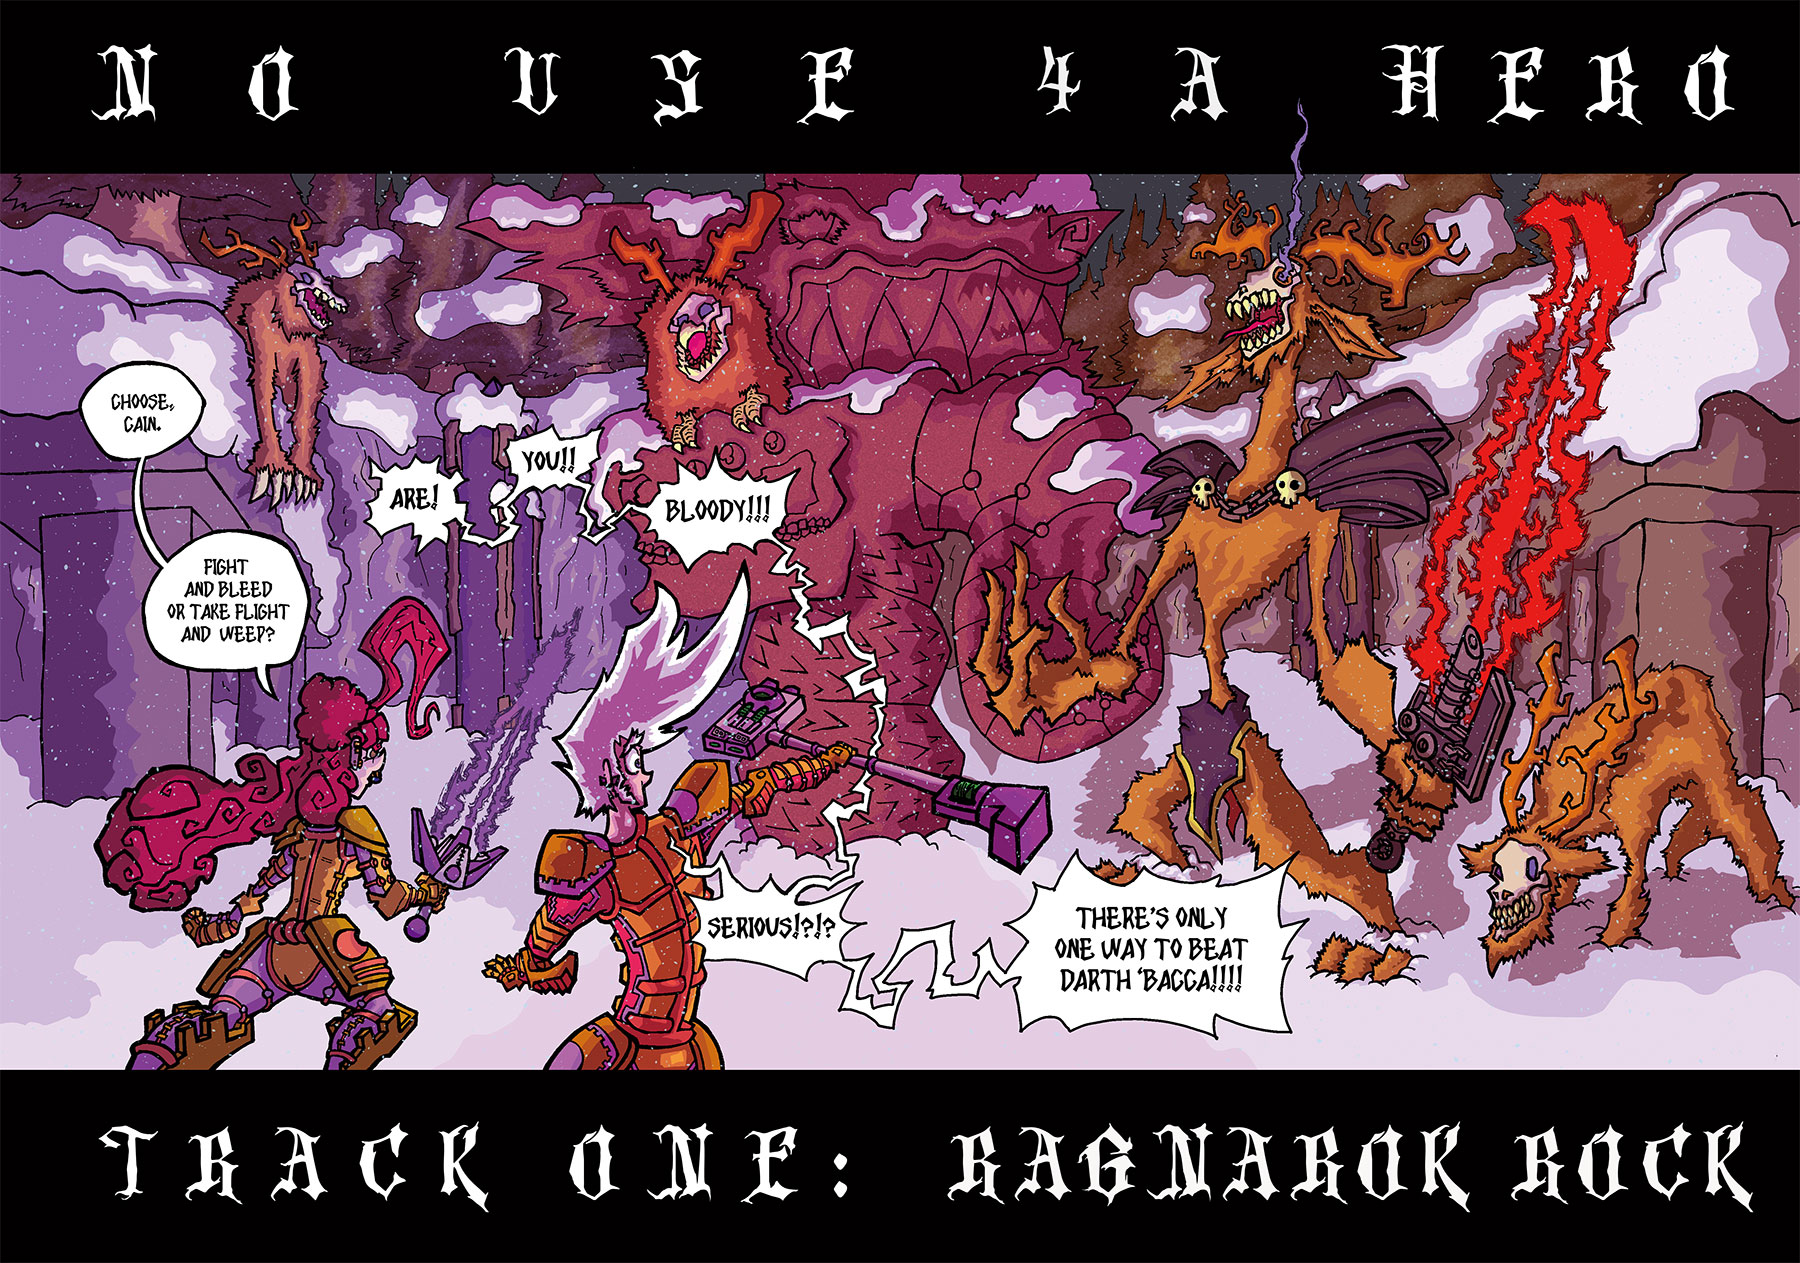 NO USE 4 A HERO
CHOOSE,
CAIN.
FIGHT
AND BLEED
OR TAKE FLIGHT
AND WEEP?
ARE!
YOU!!
BLOODY!!!
SERIOUS!?!?
THERE'S ONLY
ONE WAY TO BEAT
DARTH 'BACCA!!!!
TRACK ONE: RAGNAROK ROCK